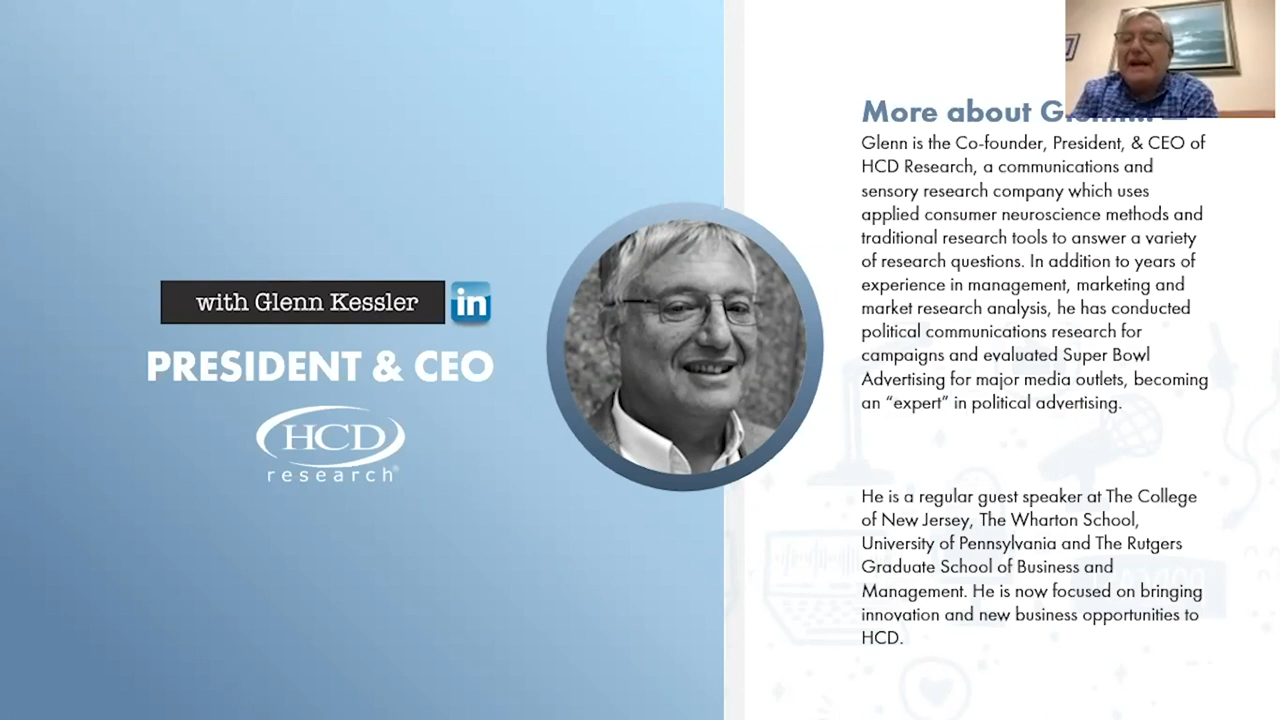 with Glenn Kessler
in
PRESIDENT & CEO
HCD
research®
More about
Glenn is the Co-founder, President, & CEO of
HCD Research, a communications and
sensory research company which uses
applied consumer neuroscience methods and
traditional research tools to answer a variety
of research questions. In addition to years of
experience in management, marketing and
market research analysis, he has conducted
political communications research for
campaigns and evaluated Super Bowl
Advertising for major media outlets, becoming
an “expert” in political advertising.
He is a regular guest speaker at The College
of New Jersey, The Wharton School,
University of Pennsylvania and The Rutgers
Graduate School of Business and
Management. He is now focused on bringing
innovation and new business opportunities to
HCD.